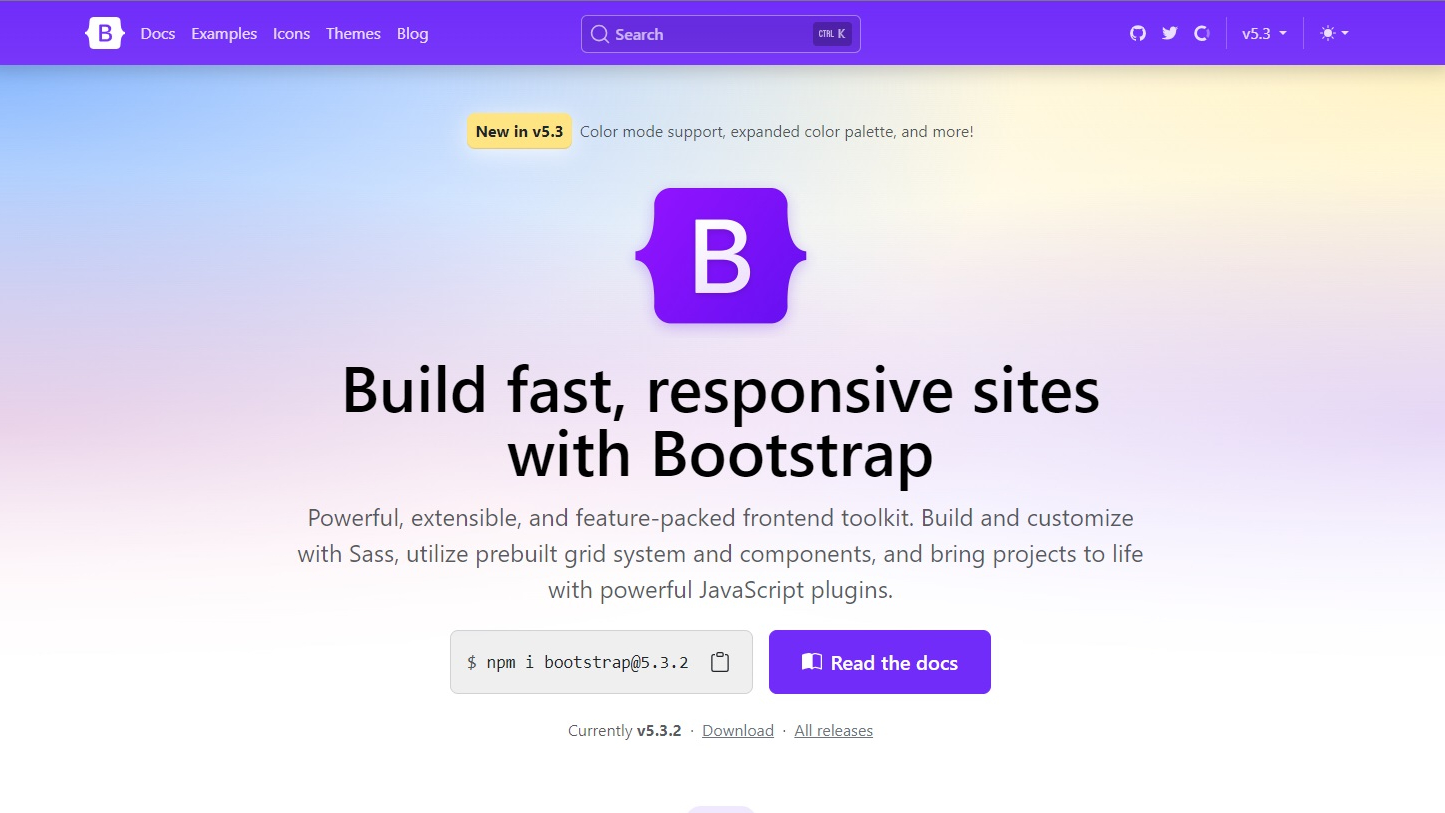 B Docs Examples Icons Themes Blog Search CTRL K v5.3
New in v5.3 Color mode support, expanded color palette, and more!
B
Build fast, responsive sites
with Bootstrap
Powerful, extensible, and feature-packed frontend toolkit. Build and customize
with Sass, utilize prebuilt grid system and components, and bring projects to life
with powerful JavaScript plugins.
$ npm i bootstrap@5.3.2 Read the docs
Currently v5.3.2 · Download · All releases